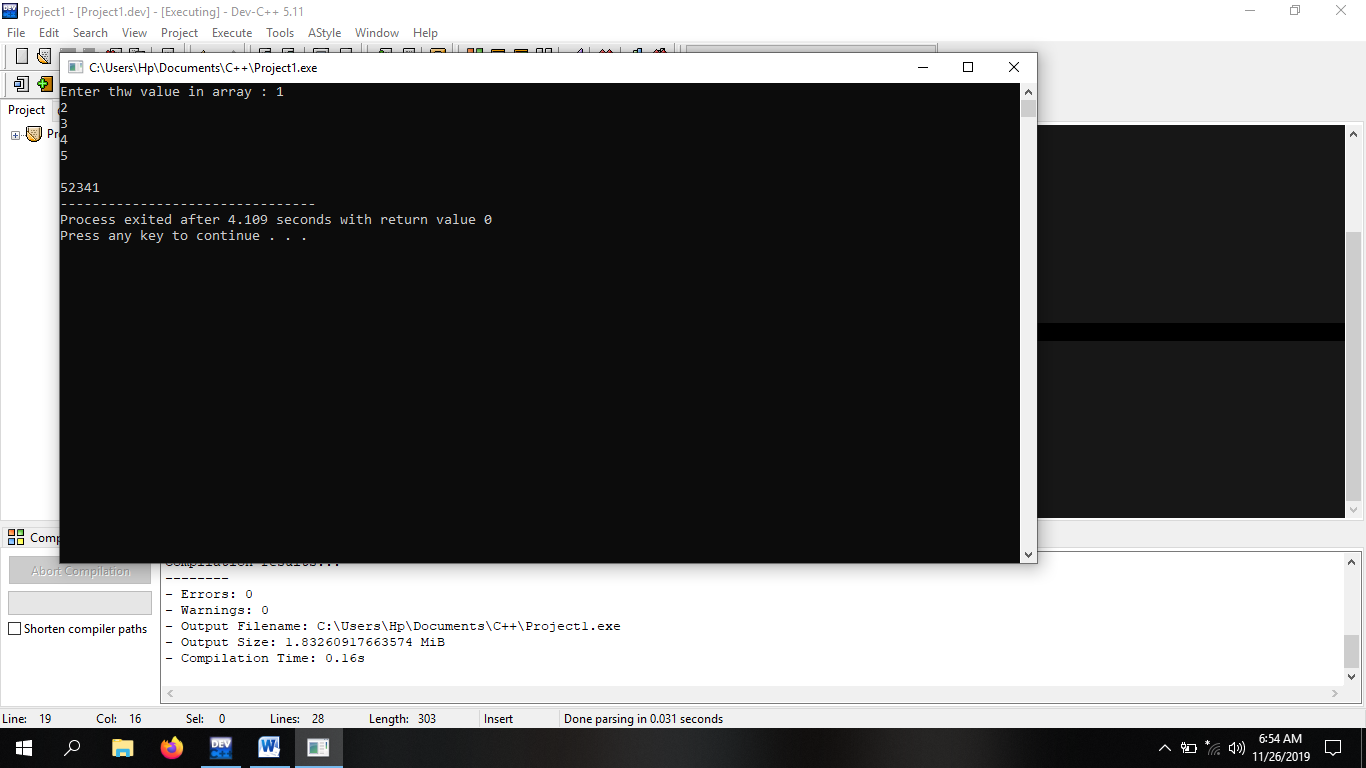 Project1 - [Project1.dev] - [Executing] - Dev-C++ 5.11
File Edit Search View Project Execute Tools AStyle Window Help
C:\Users\Hp\Documents\C++\Project1.exe
Project
Pr
Enter thw value in array : 1
2
3
4
5
52341
--------------------------------
Process exited after 4.109 seconds with return value 0
Press any key to continue . . .
Comp
Abort Compilation
Shorten compiler paths
Compilation results...
--------
- Errors: 0
- Warnings: 0
- Output Filename: C:\Users\Hp\Documents\C++\Project1.exe
- Output Size: 1.83260917663574 MiB
- Compilation Time: 0.16s
Line: 19 Col: 16 Sel: 0 Lines: 28 Length: 303 Insert Done parsing in 0.031 seconds
DEV C++
W
6:54 AM
11/26/2019